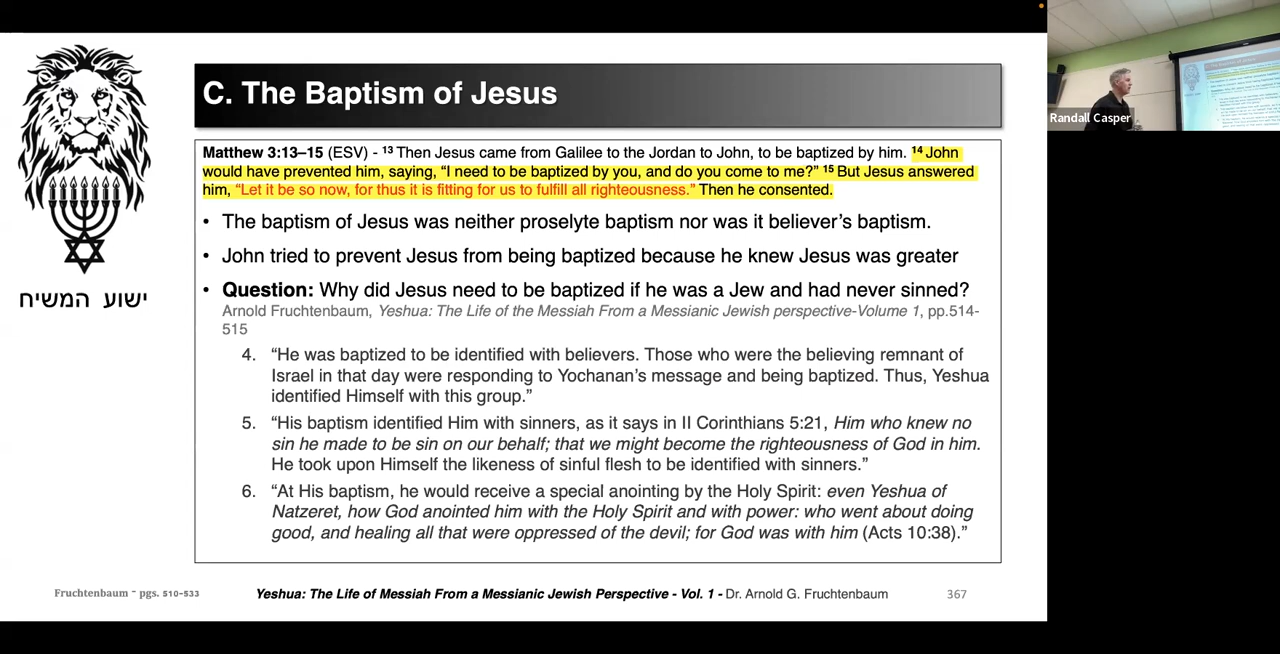 C. The Baptism of Jesus
Matthew 3:13–15 (ESV) - 13 Then Jesus came from Galilee to the Jordan to John, to be baptized by him. 14 John
would have prevented him, saying, “I need to be baptized by you, and do you come to me?” 15 But Jesus answered
him, “Let it be so now, for thus it is fitting for us to fulfill all righteousness.” Then he consented.
• The baptism of Jesus was neither proselyte baptism nor was it believer’s baptism.
• John tried to prevent Jesus from being baptized because he knew Jesus was greater
• Question: Why did Jesus need to be baptized if he was a Jew and had never sinned?
Arnold Fruchtenbaum, Yeshua: The Life of the Messiah From a Messianic Jewish perspective-Volume 1, pp.514-
515
4. “He was baptized to be identified with believers. Those who were the believing remnant of
Israel in that day were responding to Yochanan’s message and being baptized. Thus, Yeshua
identified Himself with this group.”
5. “His baptism identified Him with sinners, as it says in II Corinthians 5:21, Him who knew no
sin he made to be sin on our behalf; that we might become the righteousness of God in him.
He took upon Himself the likeness of sinful flesh to be identified with sinners.”
6. “At His baptism, he would receive a special anointing by the Holy Spirit: even Yeshua of
Natzeret, how God anointed him with the Holy Spirit and with power: who went about doing
good, and healing all that were oppressed of the devil; for God was with him (Acts 10:38).”
ישוע המשיח
Fruchtenbaum - pgs. 510-533
Yeshua: The Life of Messiah From a Messianic Jewish Perspective - Vol. 1 - Dr. Arnold G. Fruchtenbaum
367
Randall Casper